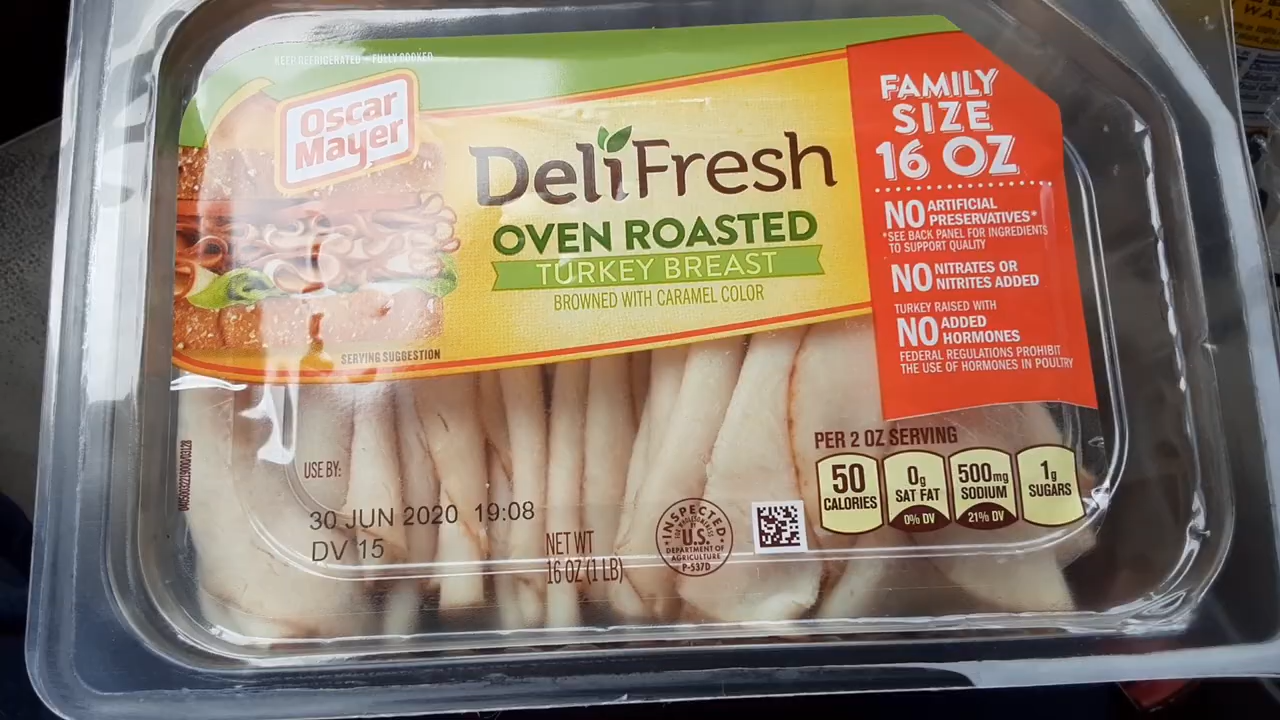 KEEP REFRIGERATED - FULLY COOKED
Oscar
Mayer
DeliFresh
OVEN ROASTED
TURKEY BREAST
BROWNED WITH CARAMEL COLOR
SERVING SUGGESTION
FAMILY
SIZE
16 OZ
NO ARTIFICIAL
PRESERVATIVES*
*SEE BACK PANEL FOR INGREDIENTS
TO SUPPORT QUALITY
NO NITRATES OR
NITRITES ADDED
TURKEY RAISED WITH
NO ADDED
HORMONES
FEDERAL REGULATIONS PROHIBIT
THE USE OF HORMONES IN POULTRY
PER 2 OZ SERVING
50
CALORIES
0g
SAT FAT
0% DV
500mg
SODIUM
21% DV
1g
SUGARS
USE BY:
30 JUN 2020 19:08
DV 15
NET WT
16 OZ (1 LB)
INSPECTED
U.S.
DEPARTMENT OF
AGRICULTURE
P-537D